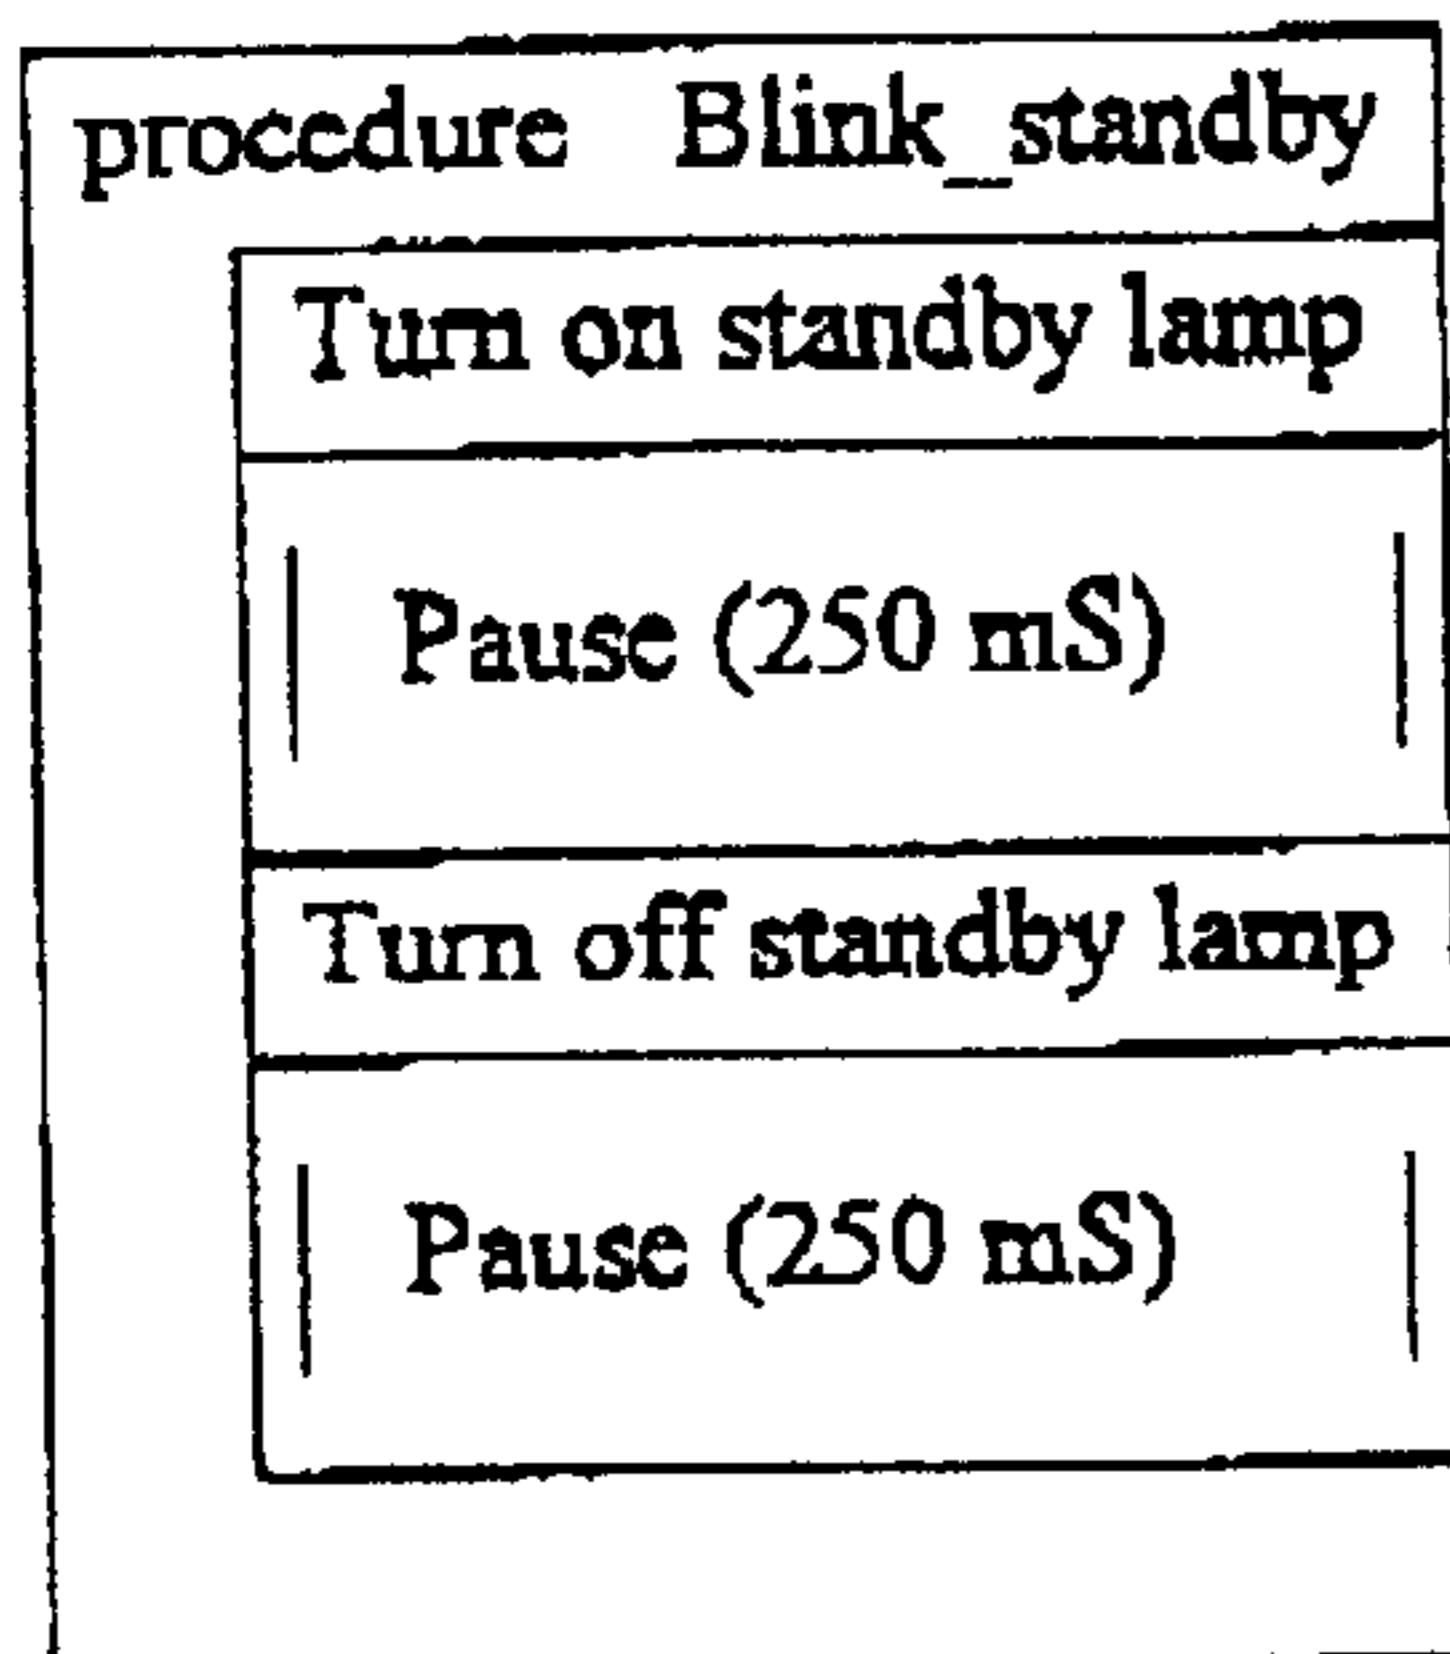 procedure Blink_standby
Turn on standby lamp
Pause (250 mS)
Turn off standby lamp
Pause (250 mS)